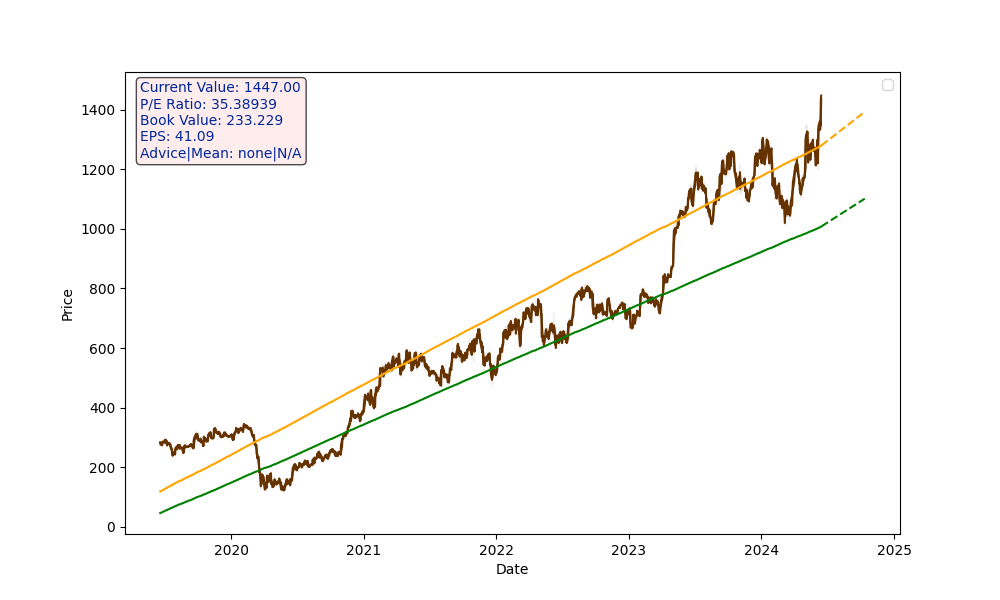 Current Value: 1447.00
P/E Ratio: 35.38939
Book Value: 233.229
EPS: 41.09
Advice|Mean: none|N/A
1400
1200
1000
800
600
400
200
0
Price
2020 2021 2022 2023 2024 2025
Date